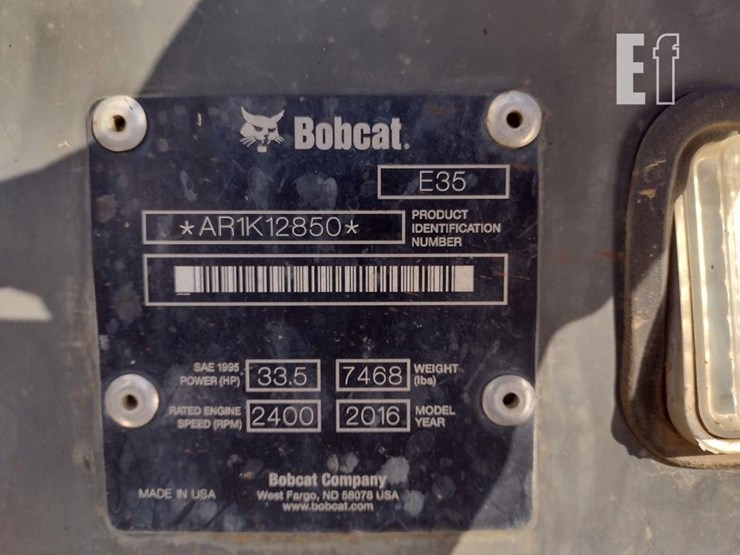 Ef
Bobcat.
E35
*AR1K12850*
PRODUCT
IDENTIFICATION
NUMBER
SAE 1995
POWER (HP)
33.5
7468
WEIGHT
(lbs)
RATED ENGINE
SPEED (RPM)
2400
2016
MODEL
YEAR
Bobcat Company
MADE IN USA
West Fargo, ND 58078 USA
www.bobcat.com